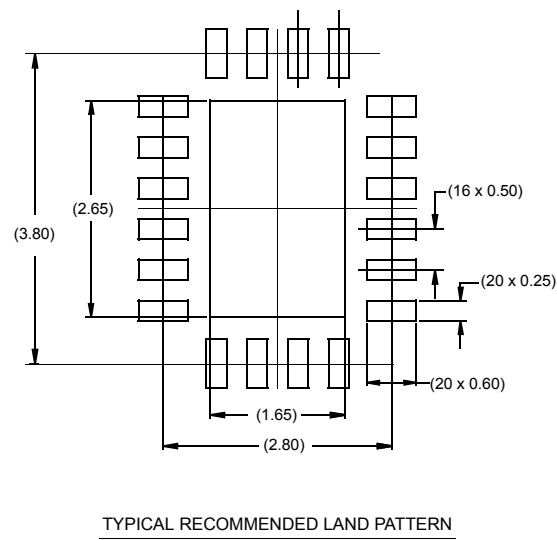 (16 x 0.50)
(2.65)
(3.80)
(20 x 0.25)
(20 x 0.60)
(1.65)
(2.80)
TYPICAL RECOMMENDED LAND PATTERN